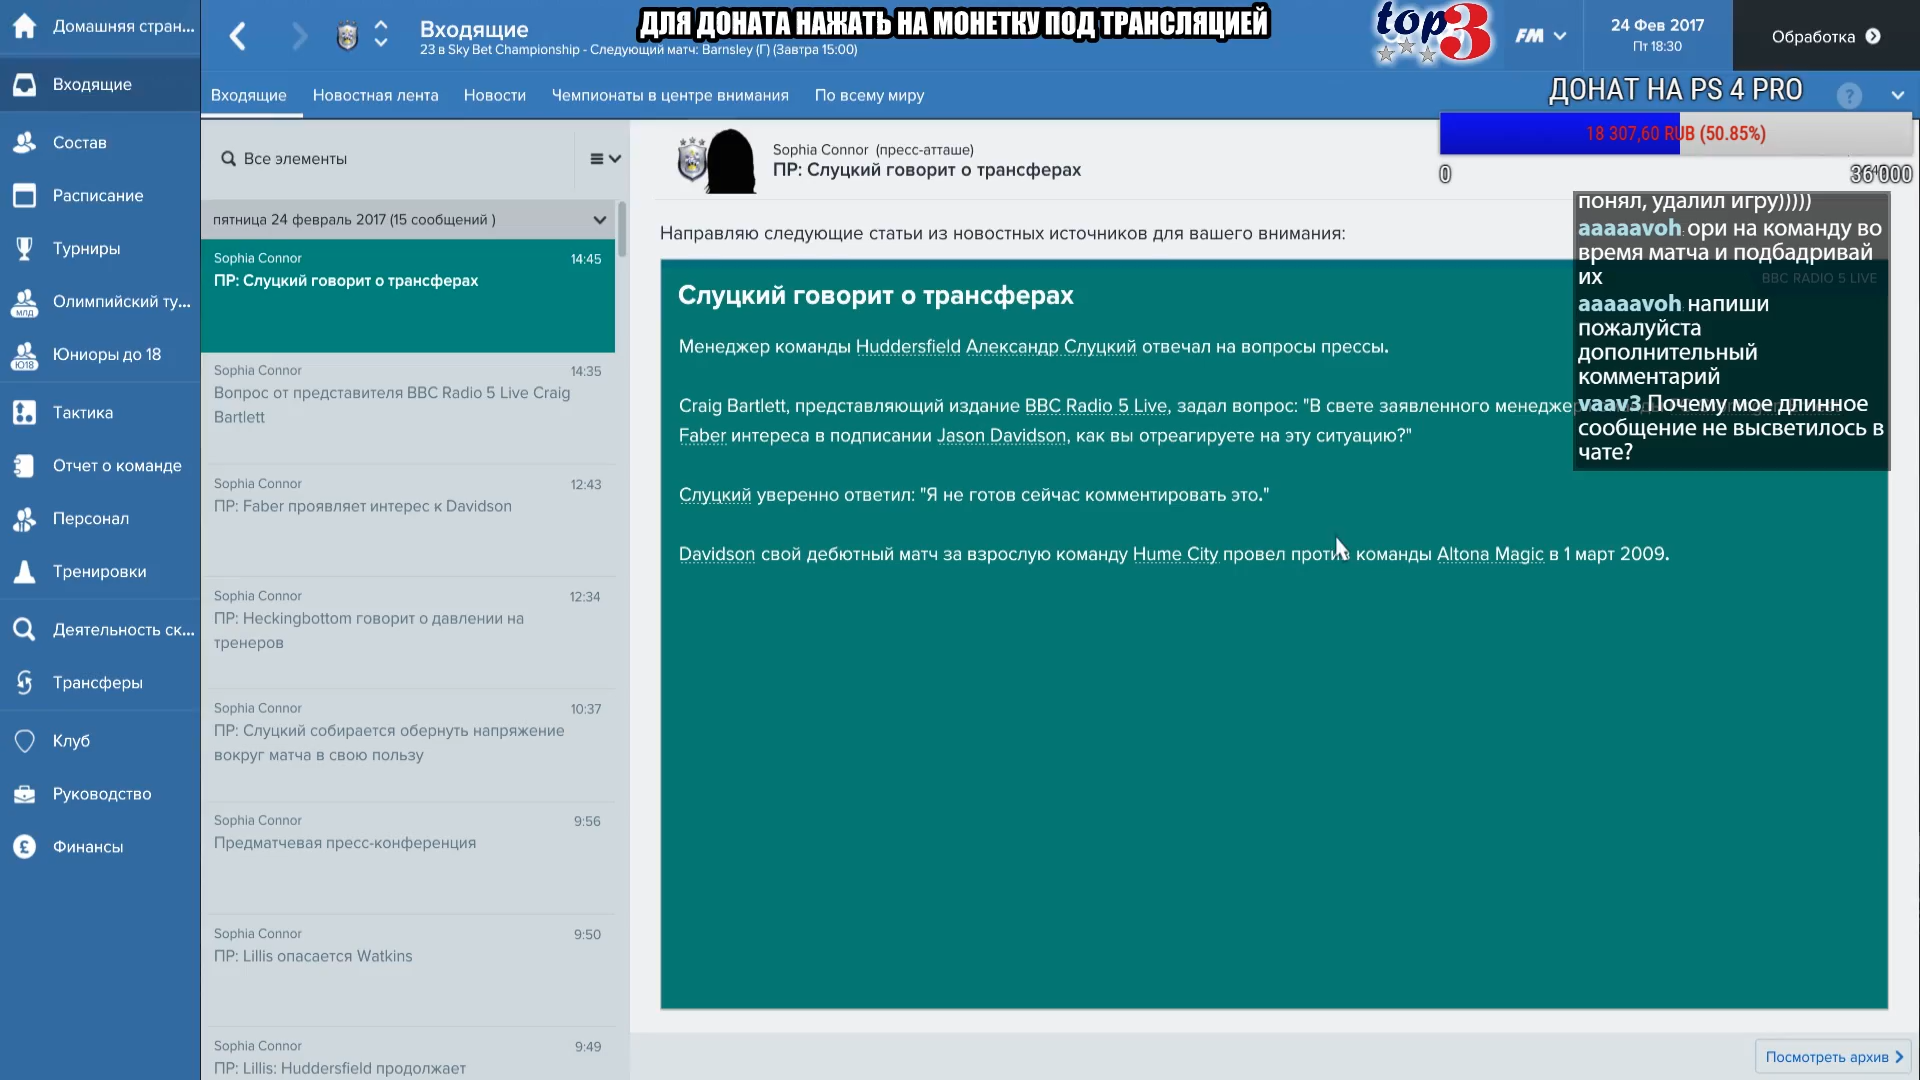 Домашняя стран...
Входящие
Состав
Расписание
Турниры
Олимпийский ту...
МЛД
Юниоры до 18
Ю18
Тактика
Отчет о команде
Персонал
Тренировки
Деятельность ск...
Трансферы
Клуб
Руководство
Финансы
Входящие
23 в Sky Bet Championship - Следующий матч: Barnsley (Г) (Завтра 15:00)
ДЛЯ ДОНАТА НАЖАТЬ НА МОНЕТКУ ПОД ТРАНСЛЯЦИЕЙ
top3
FM
24 Фев 2017
Пт 18:30
Обработка
Входящие
Новостная лента
Новости
Чемпионаты в центре внимания
По всему миру
?
ДОНАТ НА PS 4 PRO
18 307,60 RUB (50.85%)
0
36 000
Все элементы
пятница 24 февраль 2017 (15 сообщений )
Sophia Connor
14:45
ПР: Слуцкий говорит о трансферах
Sophia Connor
14:35
Вопрос от представителя BBC Radio 5 Live Craig
Bartlett
Sophia Connor
12:43
ПР: Faber проявляет интерес к Davidson
Sophia Connor
12:34
ПР: Heckingbottom говорит о давлении на
тренеров
Sophia Connor
10:37
ПР: Слуцкий собирается обернуть напряжение
вокруг матча в свою пользу
Sophia Connor
9:56
Предматчевая пресс-конференция
Sophia Connor
9:50
ПР: Lillis опасается Watkins
Sophia Connor
9:49
ПР: Lillis: Huddersfield продолжает
Sophia Connor (пресс-атташе)
ПР: Слуцкий говорит о трансферах
Направляю следующие статьи из новостных источников для вашего внимания:
BBC RADIO 5 LIVE
Слуцкий говорит о трансферах
Менеджер команды Huddersfield Александр Слуцкий отвечал на вопросы прессы.
Craig Bartlett, представляющий издание BBC Radio 5 Live, задал вопрос: "В свете заявленного менеджер
Faber интереса в подписании Jason Davidson, как вы отреагируете на эту ситуацию?"
Слуцкий уверенно ответил: "Я не готов сейчас комментировать это."
Davidson свой дебютный матч за взрослую команду Hume City провел против команды Altona Magic в 1 март 2009.
понял, удалил игру)))))
aaaaavoh ори на команду во
время матча и подбадривай
их
aaaaavoh напиши
пожалуйста
дополнительный
комментарий
vaav3 Почему мое длинное
сообщение не высветилось в
чате?
Посмотреть архив